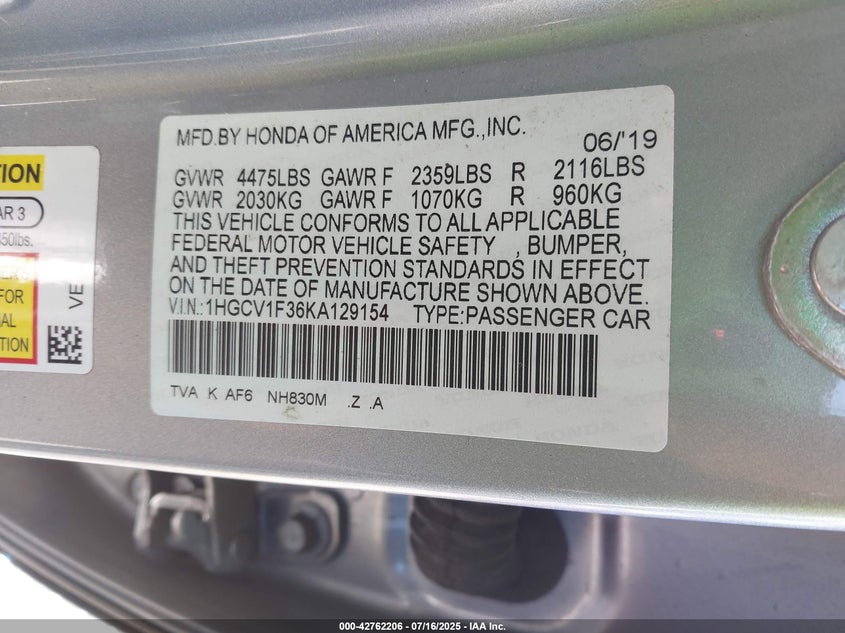 MFD.BY HONDA OF AMERICA MFG.,INC. 06/'19
GVWR 4475LBS GAWR F 2359LBS R 2116LBS
GVWR 2030KG GAWR F 1070KG R 960KG
THIS VEHICLE CONFORMS TO ALL APPLICABLE
FEDERAL MOTOR VEHICLE SAFETY , BUMPER,
AND THEFT PREVENTION STANDARDS IN EFFECT
ON THE DATE OF MANUFACTURE SHOWN ABOVE.
V.I.N.:1HGCV1F36KA129154 TYPE:PASSENGER CAR
TVA K AF6 NH830M .Z .A
AR 3
50lbs.
FOR
VE
000-42762206 - 07/16/2025 - IAA Inc.